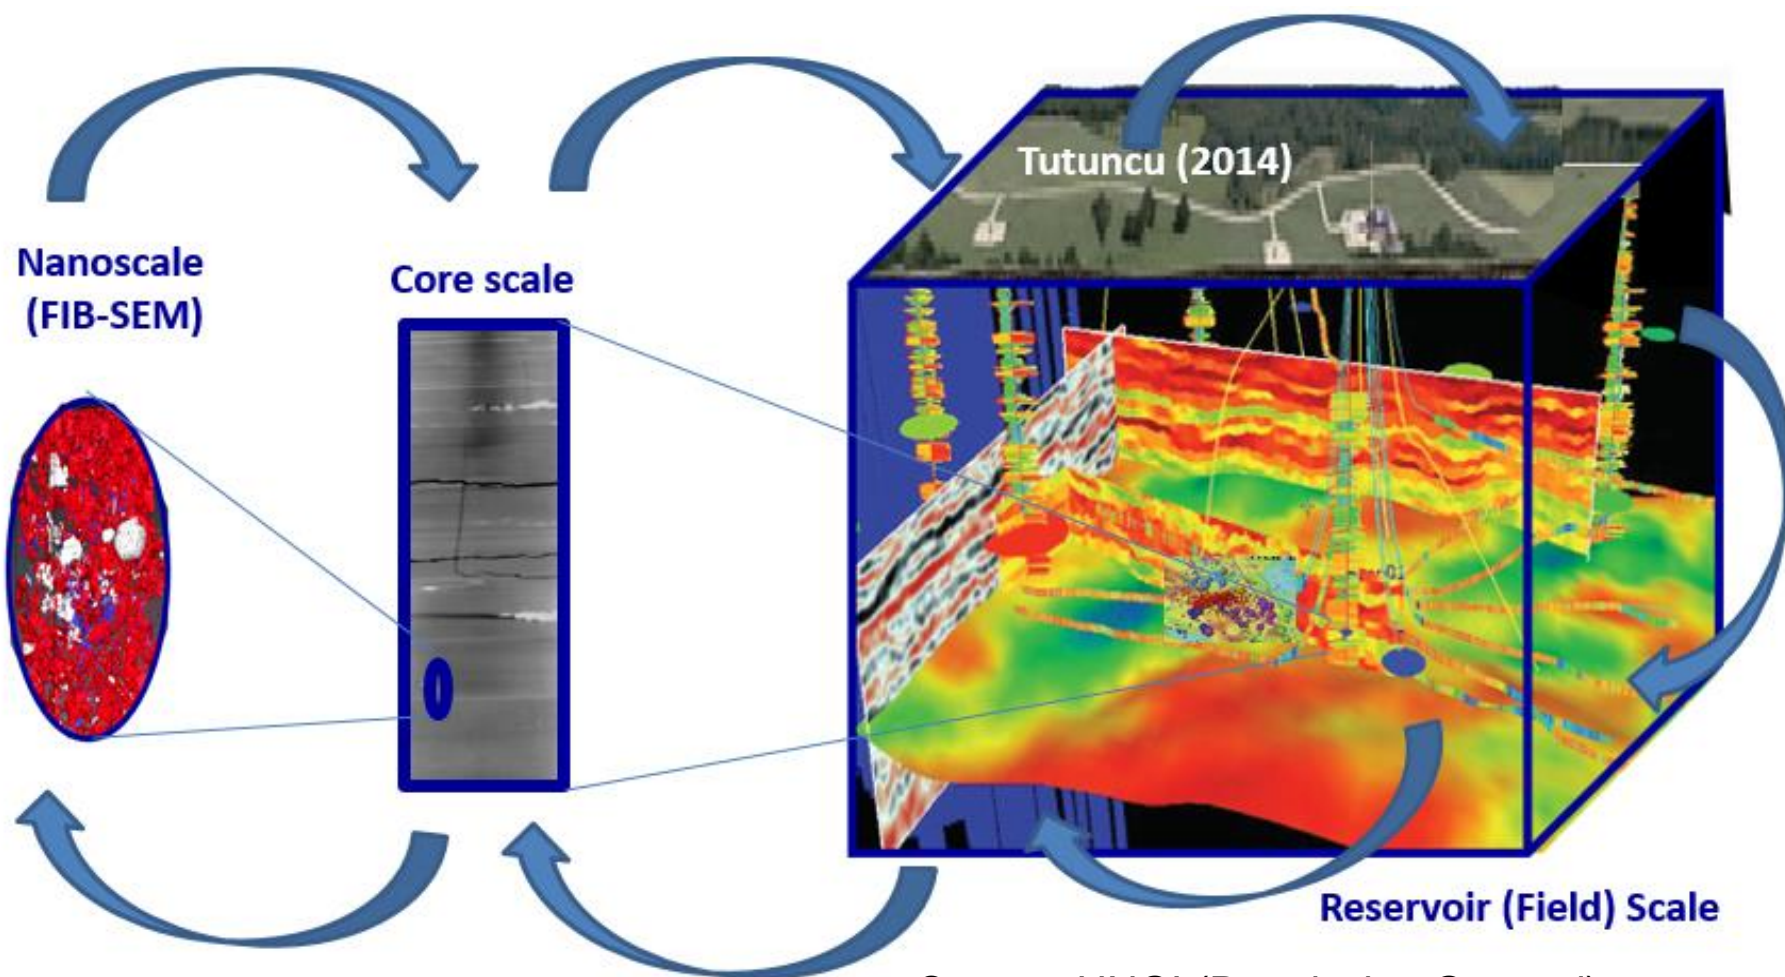 Tutuncu (2014)
Nanoscale
(FIB-SEM)
Core scale
Reservoir (Field) Scale